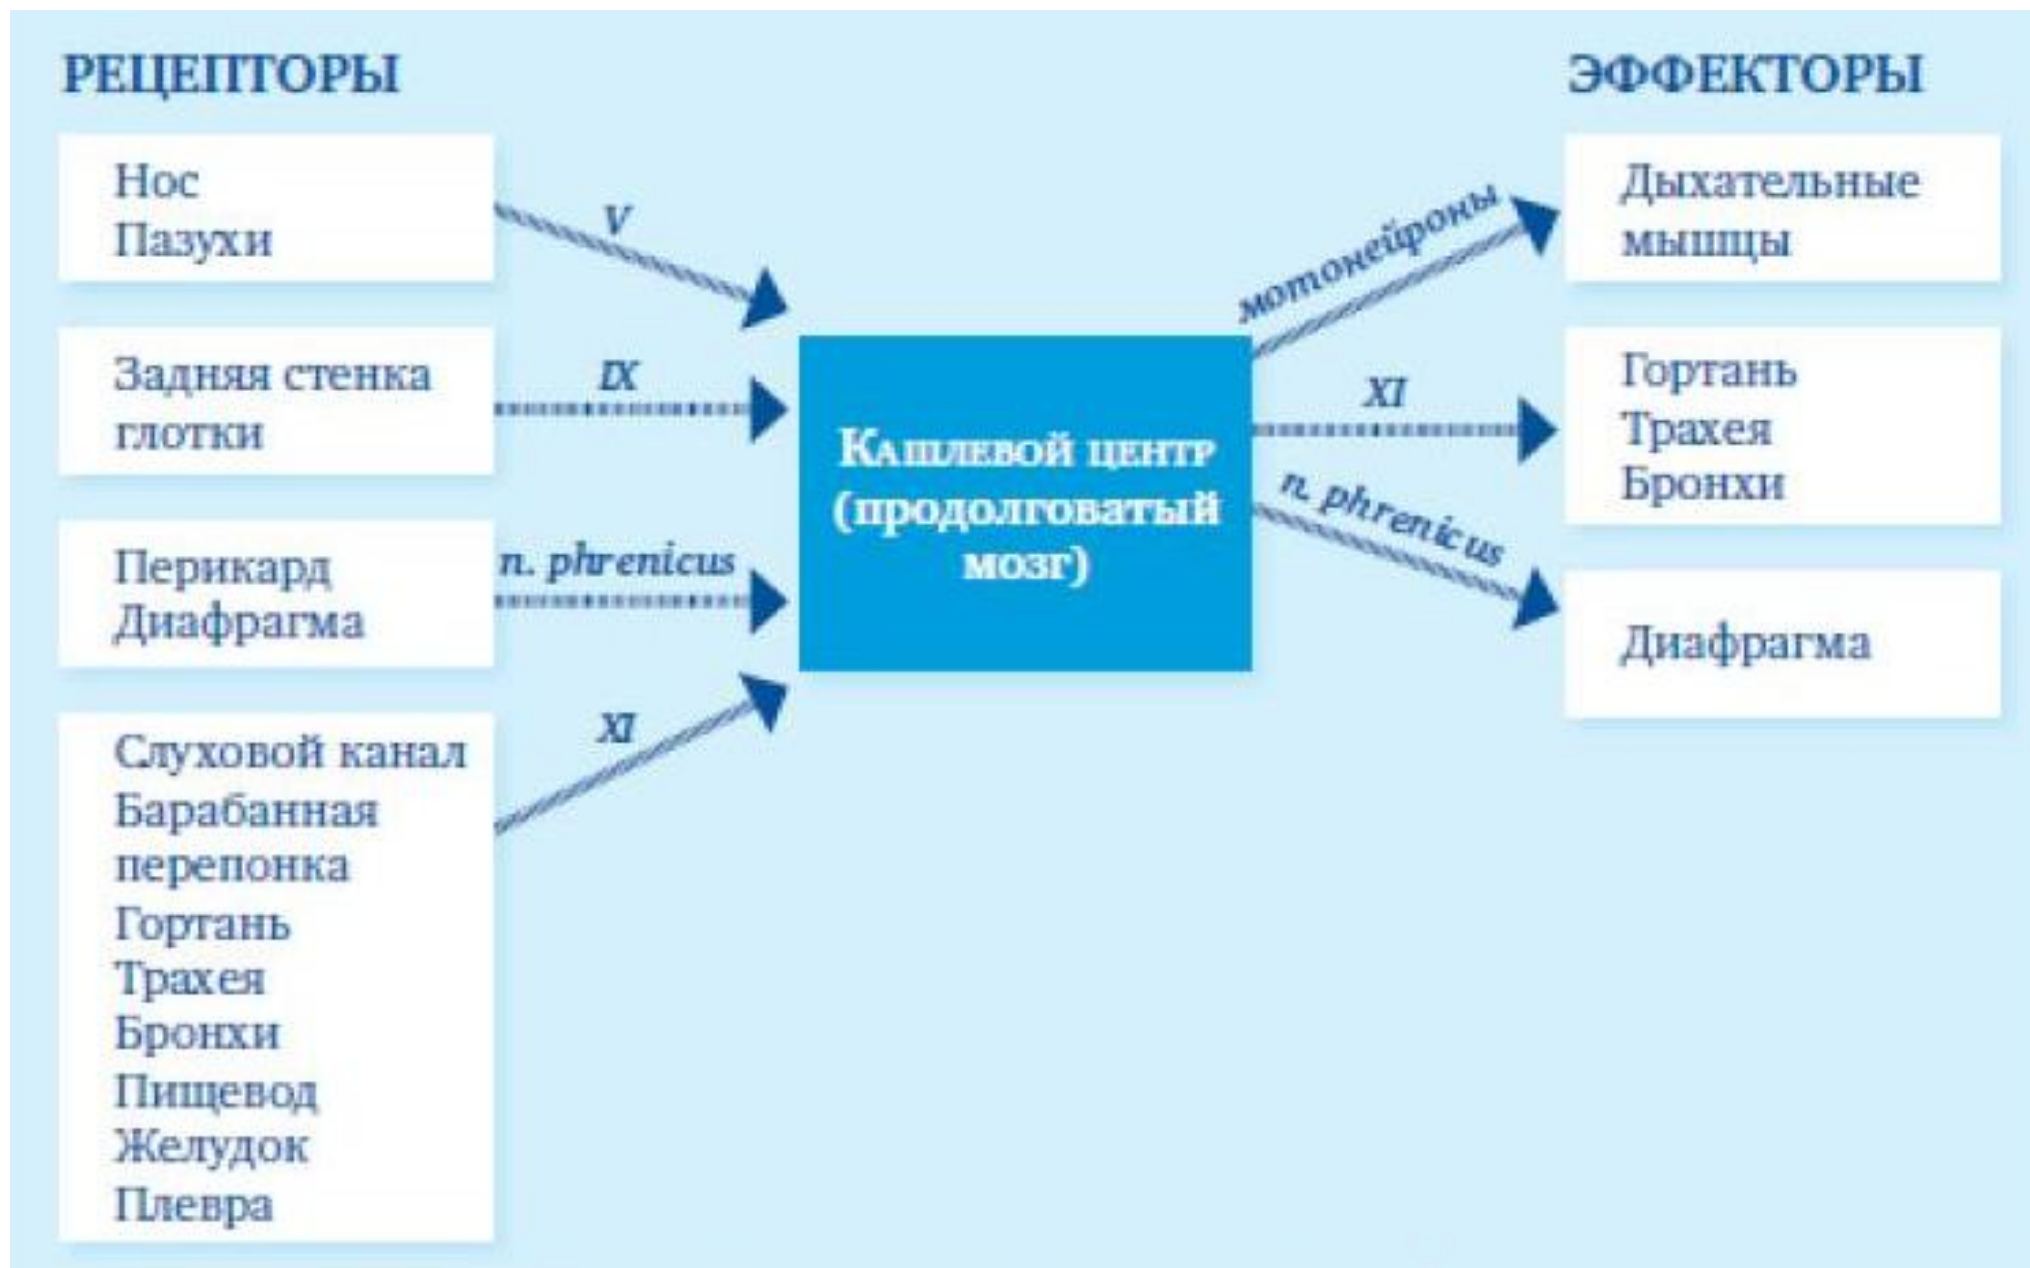 РЕЦЕПТОРЫ
Нос
Пазухи
V
Задняя стенка
глотки
IX
Перикард
Диафрагма
n. phrenicus
Слуховой канал
Барабанная
перепонка
Гортань
Трахея
Бронхи
Пищевод
Желудок
Плевра
XI
Кашлевой центр
(продолговатый
мозг)
ЭФФЕКТОРЫ
мотонейроны
Дыхательные
мышцы
XI
Гортань
Трахея
Бронхи
n. phrenicus
Диафрагма